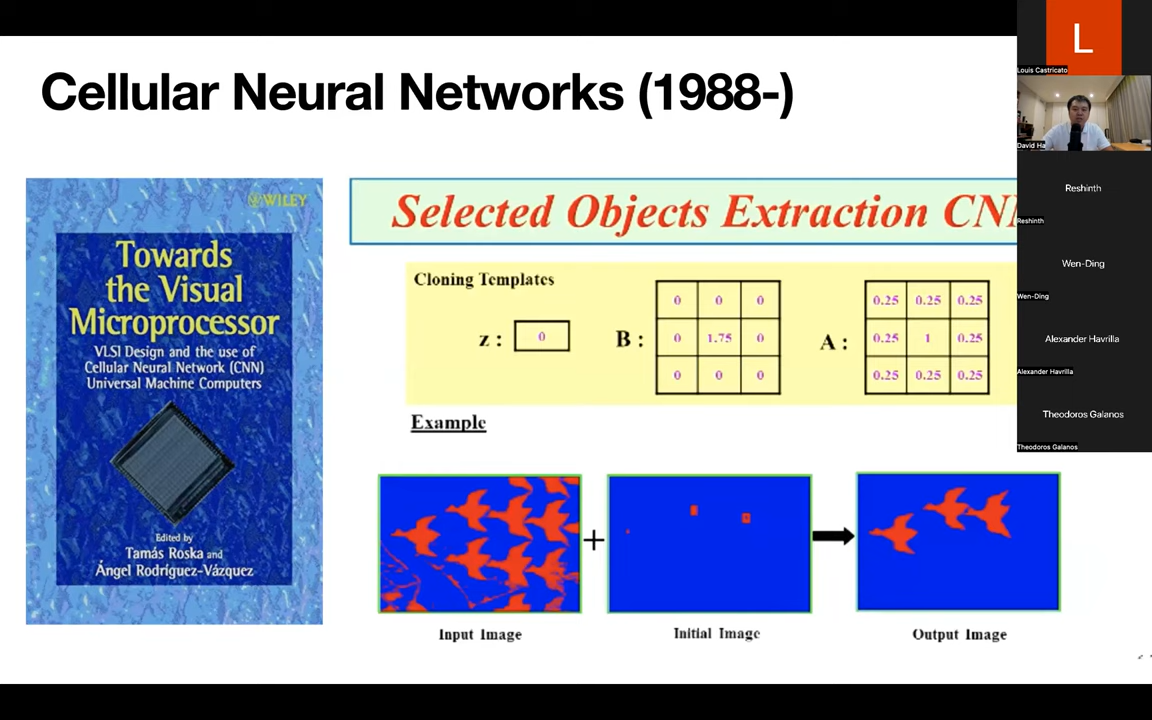 Cellular Neural Networks (1988-)
WILEY
Towards
the Visual
Microprocessor
VLSI Design and the use of
Cellular Neural Network (CNN)
Universal Machine Computers
Edited by
Tamás Roska and
Ángel Rodríguez-Vázquez
Selected Objects Extraction CNN
Cloning Templates
z : 0
B :
0 0 0
0 1.75 0
0 0 0
A :
0.25 0.25 0.25
0.25 1 0.25
0.25 0.25 0.25
Example
+
Input Image
Initial Image
Output Image
L
Louis Castricato
David Ha
Reshinth
Reshinth
Wen-Ding
Wen-Ding
Alexander Havrilla
Alexander Havrilla
Theodoros Galanos
Theodoros Galanos